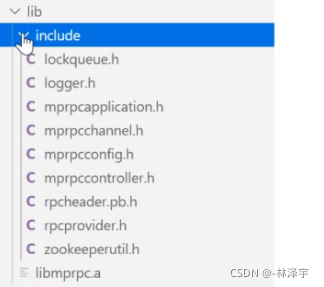 lib
include
C lockqueue.h
C logger.h
C mprpcapplication.h
C mprpcchannel.h
C mprpcconfig.h
C mprpccontroller.h
C rpcheader.pb.h
C rpcprovider.h
C zookeeperutil.h
libmprpc.a
CSDN @-林泽宇